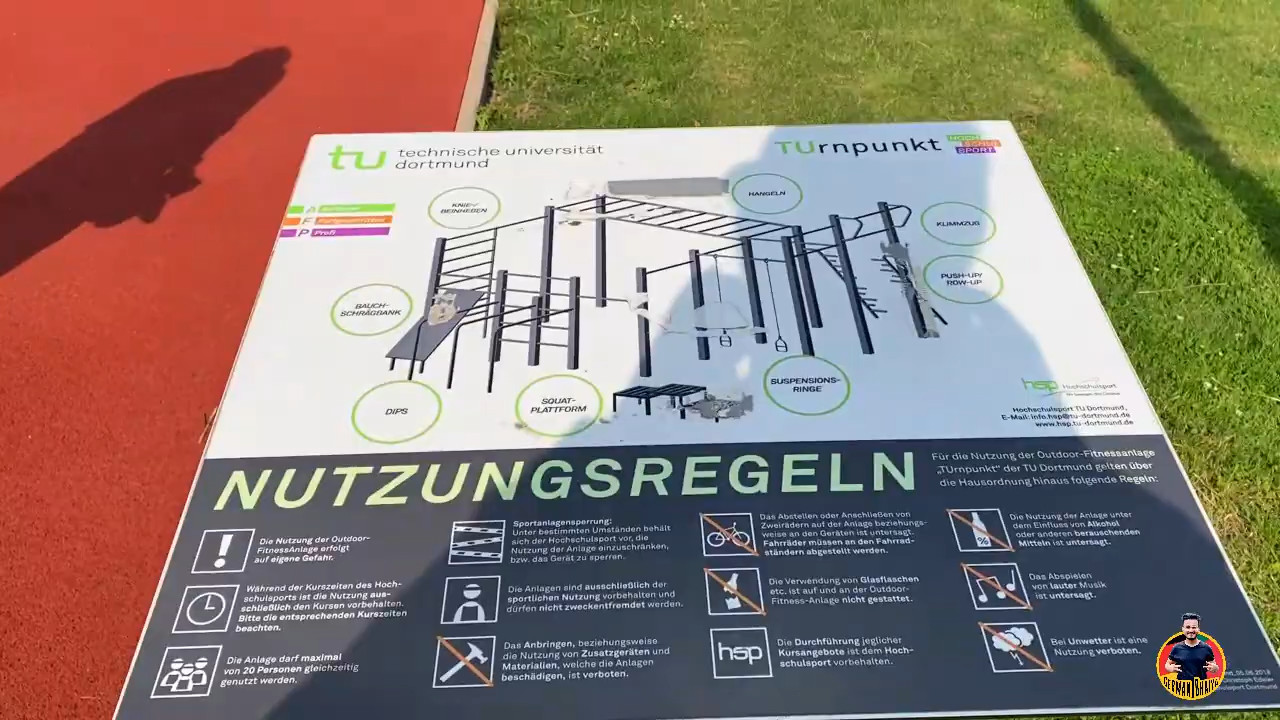 tu technische universität
dortmund
TUrnpunkt
HOCH
SCHUL
SPORT
A
F Fortgeschrittene
P Profi
KNIE-/
BEINHEBEN
HANGELN
KLIMMZUG
PUSH-UP/
ROW-UP
BAUCH-
SCHRÄGBANK
DIPS
SQUAT-
PLATTFORM
SUSPENSIONS-
RINGE
hsp Hochschulsport
Hochschulsport TU Dortmund,
E-Mail: info.hsp@tu-dortmund.de
www.hsp.tu-dortmund.de
NUTZUNGSREGELN
Für die Nutzung der Outdoor-Fitnessanlage
„TUrnpunkt" der TU Dortmund gelten über
die Hausordnung hinaus folgende Regeln:
Die Nutzung der Outdoor-
FitnessAnlage erfolgt
auf eigene Gefahr.
Während der Kurszeiten des Hoch-
schulsports ist die Nutzung aus-
schließlich den Kursen vorbehalten.
Bitte die entsprechenden Kurszeiten
beachten.
Die Anlage darf maximal
von 20 Personen gleichzeitig
genutzt werden.
Sportanlagensperrung:
Unter bestimmten Umständen behält
sich der Hochschulsport vor, die
Nutzung der Anlage einzuschränken,
bzw. das Gerät zu sperren.
Die Anlagen sind ausschließlich der
sportlichen Nutzung vorbehalten und
dürfen nicht zweckentfremdet werden.
Das Anbringen, beziehungsweise
die Nutzung von Zusatzgeräten und
Materialien, welche die Anlagen
beschädigen, ist verboten.
Das Abstellen oder Anschließen von
Zweirädern auf der Anlage beziehungs-
weise an den Geräten ist untersagt.
Fahrräder müssen an den Fahrrad-
ständern abgestellt werden.
Die Verwendung von Glasflaschen
etc. ist auf und an der Outdoor-
Fitness-Anlage nicht gestattet.
hsp
Die Durchführung jeglicher
Kursangebote ist dem Hoch-
schulsport vorbehalten.
%
Die Nutzung der Anlage unter
dem Einfluss von Alkohol
oder anderen berauschenden
Mitteln ist untersagt.
Das Abspielen
von lauter Musik
ist untersagt.
Bei Unwetter ist eine
Nutzung verboten.
GERMAN BHAIYA